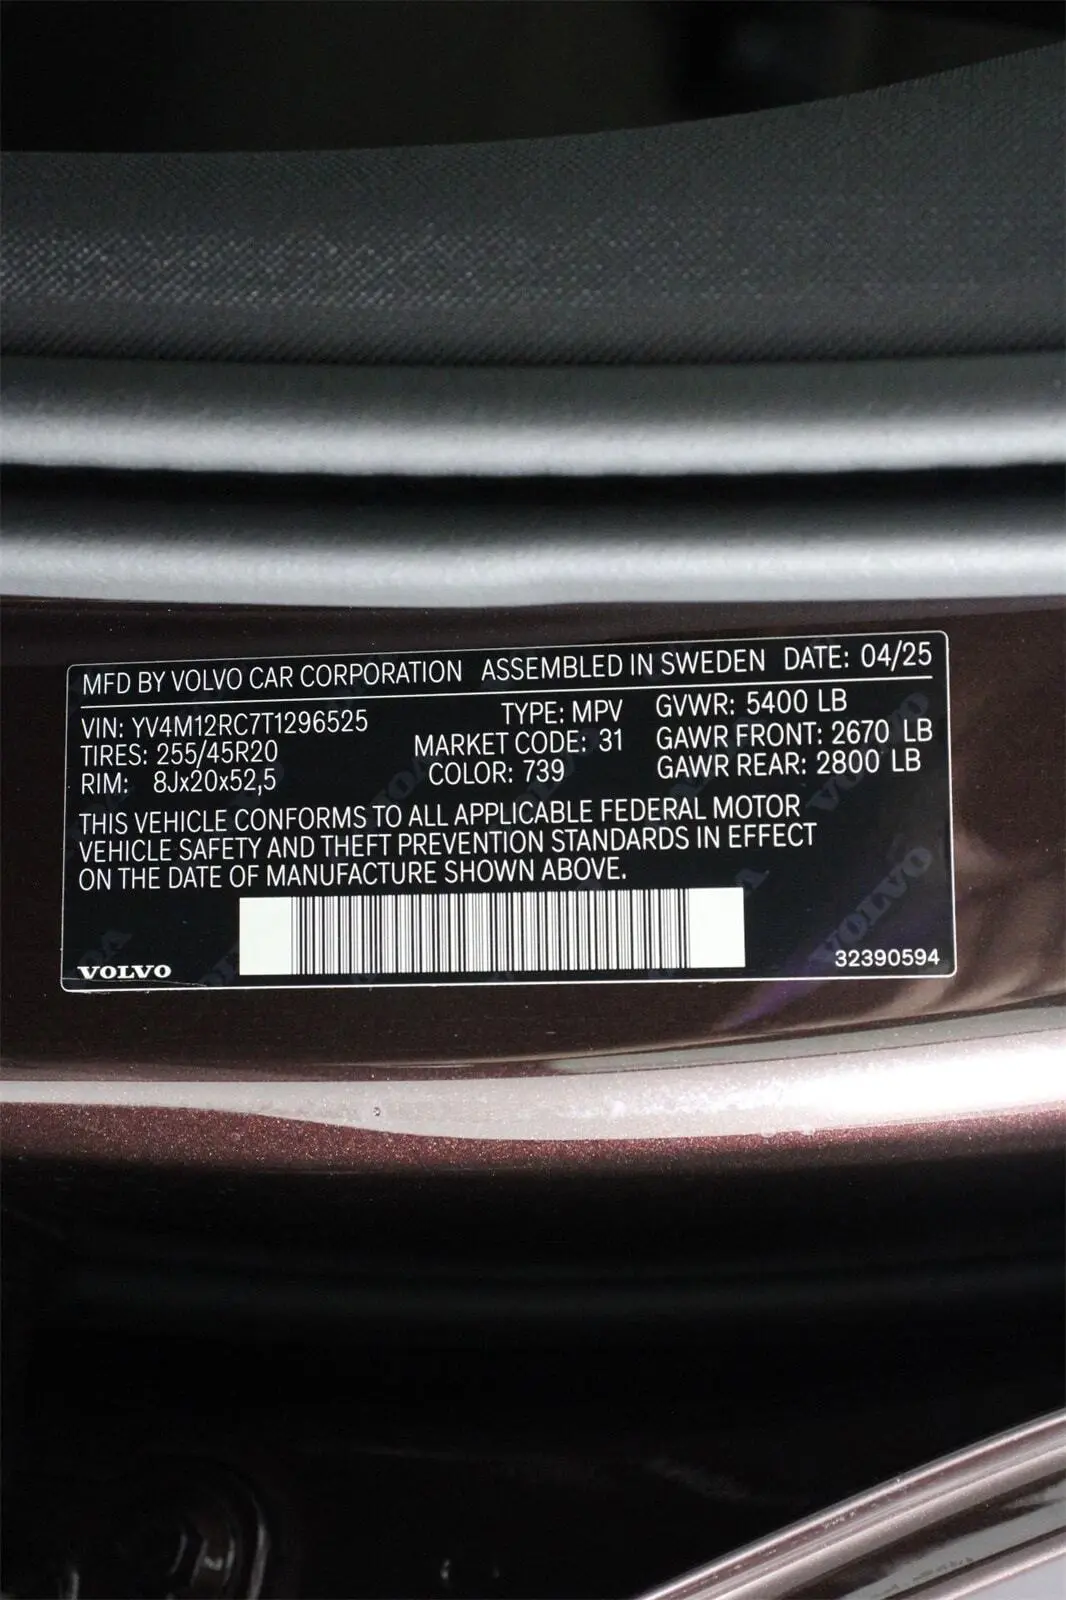 MFD BY VOLVO CAR CORPORATION ASSEMBLED IN SWEDEN DATE: 04/25
VIN: YV4M12RC7T1296525 TYPE: MPV GVWR: 5400 LB
TIRES: 255/45R20 MARKET CODE: 31 GAWR FRONT: 2670 LB
RIM: 8Jx20x52,5 COLOR: 739 GAWR REAR: 2800 LB
THIS VEHICLE CONFORMS TO ALL APPLICABLE FEDERAL MOTOR
VEHICLE SAFETY AND THEFT PREVENTION STANDARDS IN EFFECT
ON THE DATE OF MANUFACTURE SHOWN ABOVE.
VOLVO 32390594